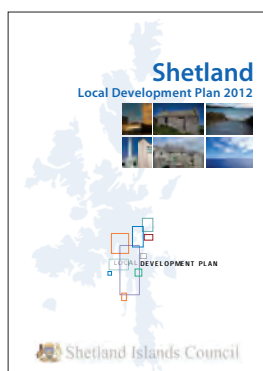 Shetland
Local Development Plan 2012
LOCAL DEVELOPMENT PLAN
Shetland Islands Council